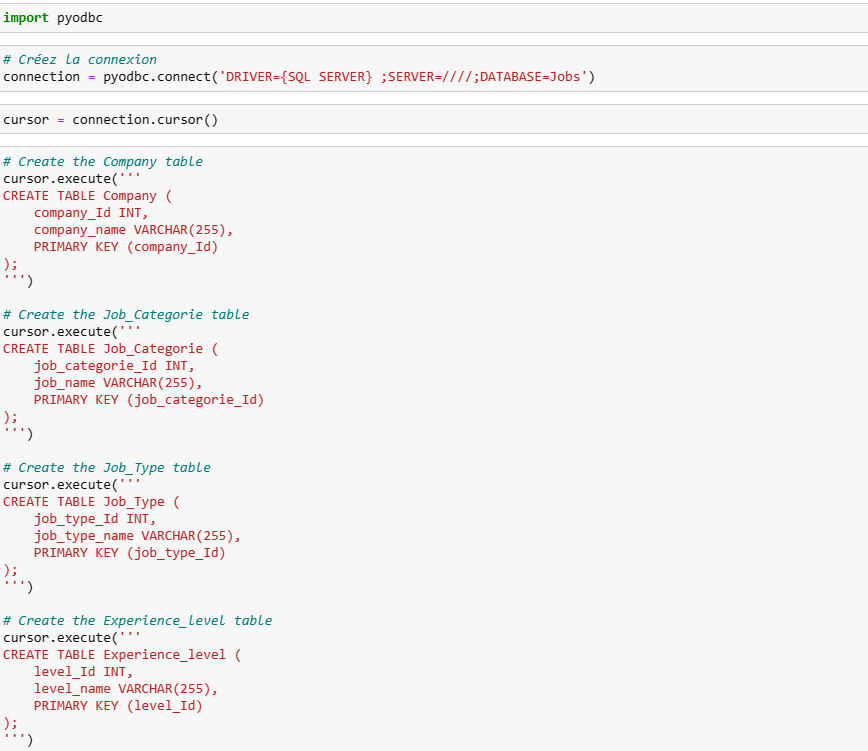 import pyodbc
# Créez la connexion
connection = pyodbc.connect('DRIVER={SQL SERVER} ;SERVER=////;DATABASE=Jobs')
cursor = connection.cursor()
# Create the Company table
cursor.execute('''
CREATE TABLE Company (
    company_Id INT,
    company_name VARCHAR(255),
    PRIMARY KEY (company_Id)
);
''')
# Create the Job_Categorie table
cursor.execute('''
CREATE TABLE Job_Categorie (
    job_categorie_Id INT,
    job_name VARCHAR(255),
    PRIMARY KEY (job_categorie_Id)
);
''')
# Create the Job_Type table
cursor.execute('''
CREATE TABLE Job_Type (
    job_type_Id INT,
    job_type_name VARCHAR(255),
    PRIMARY KEY (job_type_Id)
);
''')
# Create the Experience_level table
cursor.execute('''
CREATE TABLE Experience_level (
    level_Id INT,
    level_name VARCHAR(255),
    PRIMARY KEY (level_Id)
);
''')